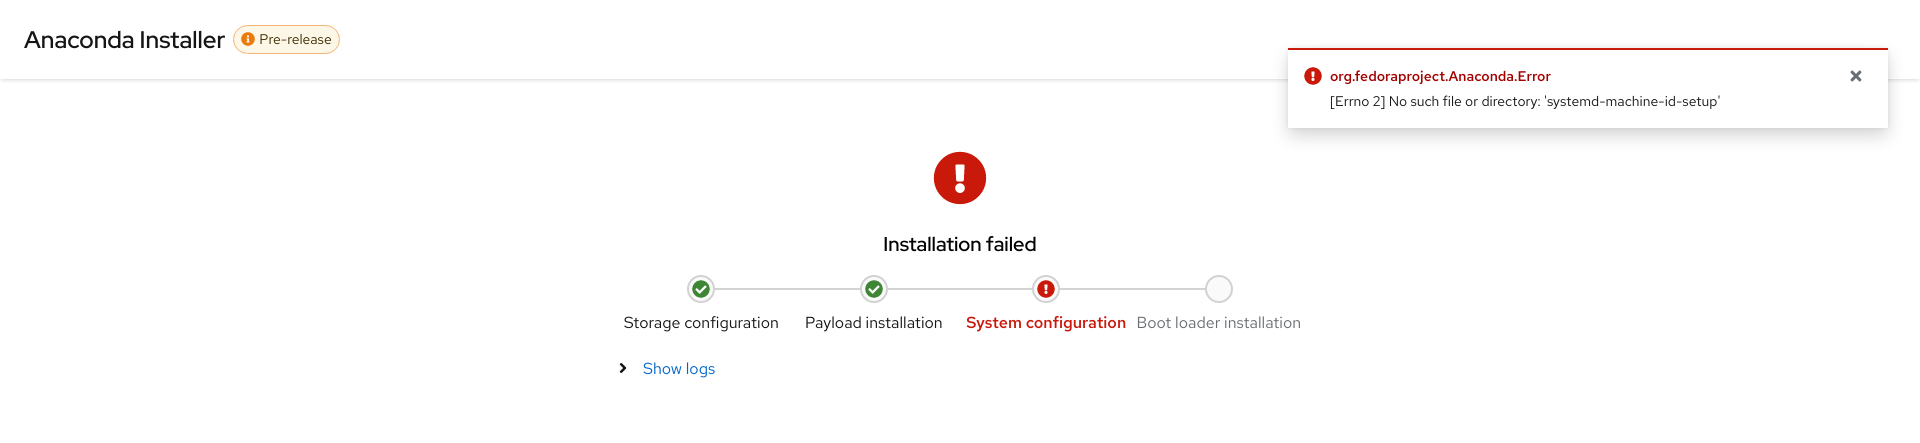 Anaconda Installer
Pre-release
org.fedoraproject.Anaconda.Error
[Errno 2] No such file or directory: 'systemd-machine-id-setup'
Installation failed
Storage configuration
Payload installation
System configuration
Boot loader installation
Show logs